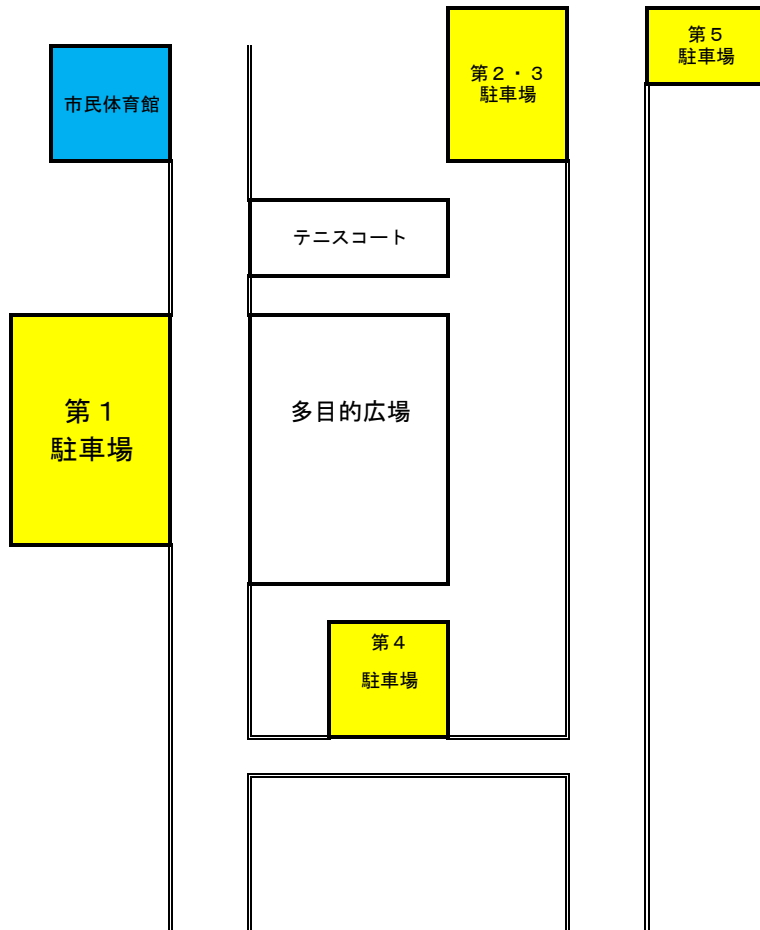 第５
駐車場
第２・３
駐車場
市民体育館
テニスコート
第１
駐車場
多目的広場
第４
駐車場